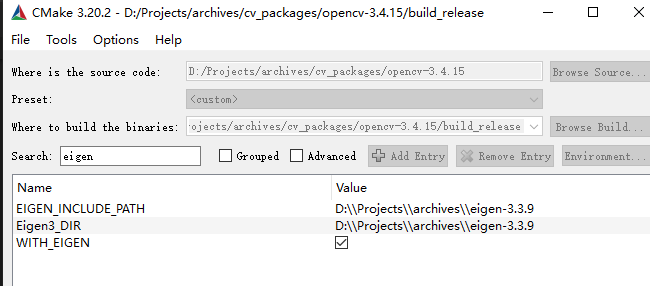 CMake 3.20.2 - D:/Projects/archives/cv_packages/opencv-3.4.15/build_release
File Tools Options Help
Where is the source code: D:/Projects/archives/cv_packages/opencv-3.4.15 Browse Source...
Preset: <custom>
Where to build the binaries: ojects/archives/cv_packages/opencv-3.4.15/build_release Browse Build...
Search: eigen Grouped Advanced Add Entry Remove Entry Environment...
Name Value
EIGEN_INCLUDE_PATH D:\\Projects\\archives\\eigen-3.3.9
Eigen3_DIR D:\\Projects\\archives\\eigen-3.3.9
WITH_EIGEN